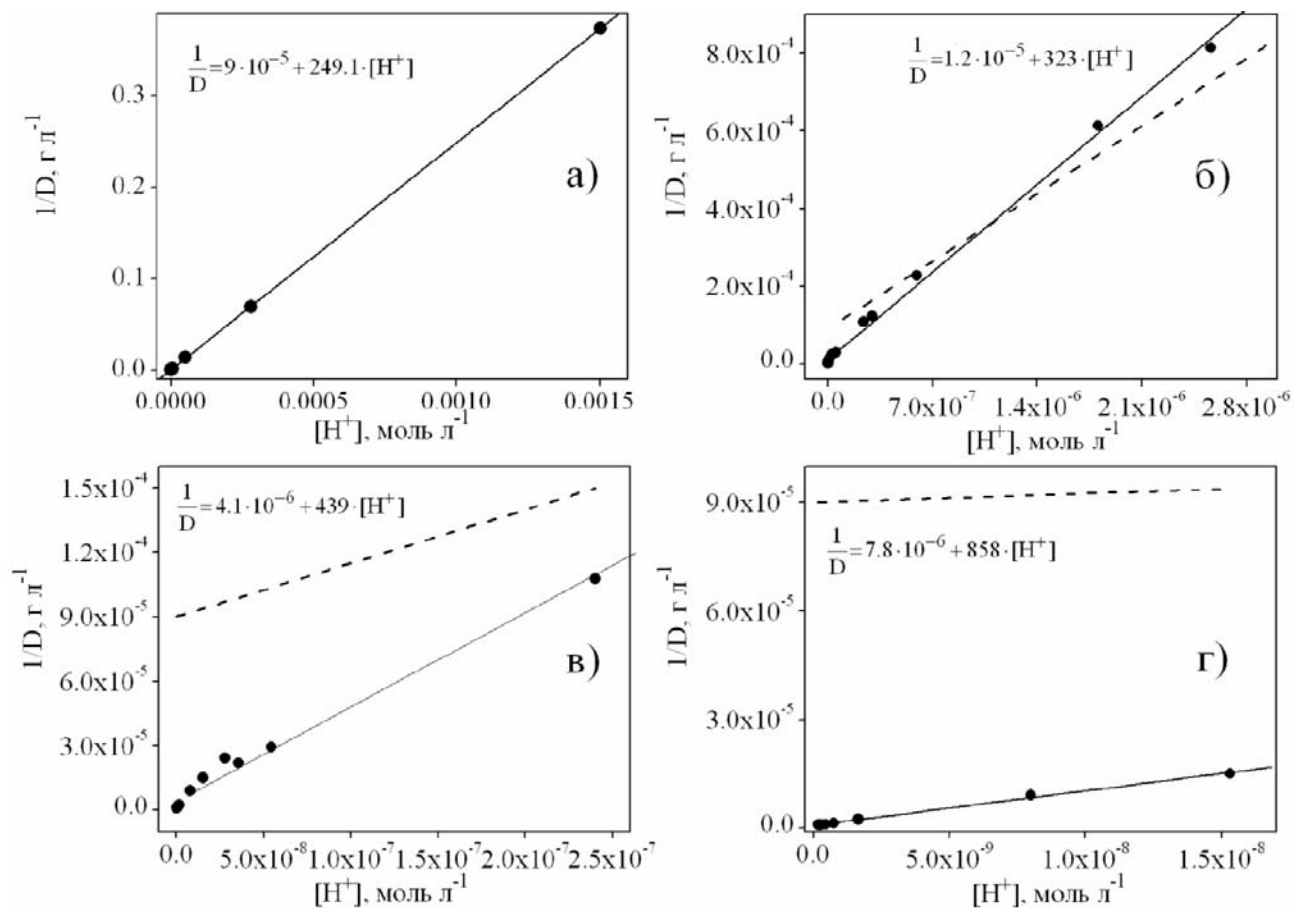 1/D, г л⁻¹
0.3
0.1
0.1
0.0
1/D=9·10⁻⁵+249.1·[H⁺]
а)
0.0000 0.0005 0.0010 0.0015
[H⁺], моль л⁻¹
1/D, г л⁻¹
8.0x10⁻⁴
6.0x10⁻⁴
4.0x10⁻⁴
2.0x10⁻⁴
0.0
1/D=1.2·10⁻⁵+323·[H⁺]
б)
0.0 7.0x10⁻⁷ 1.4x10⁻⁶ 2.1x10⁻⁶ 2.8x10⁻⁶
[H⁺], моль л⁻¹
1/D, г л⁻¹
1.5x10⁻⁴
1.2x10⁻⁴
9.0x10⁻⁵
6.0x10⁻⁵
3.0x10⁻⁵
0.0
1/D=4.1·10⁻⁶+439·[H⁺]
в)
0.0 5.0x10⁻⁸ 1.0x10⁻⁷ 1.5x10⁻⁷ 2.0x10⁻⁷ 2.5x10⁻⁷
[H⁺], моль л⁻¹
1/D, г л⁻¹
9.0x10⁻⁵
6.0x10⁻⁵
3.0x10⁻⁵
0.0
1/D=7.8·10⁻⁶+858·[H⁺]
г)
0.0 5.0x10⁻⁹ 1.0x10⁻⁸ 1.5x10⁻⁸
[H⁺], моль л⁻¹